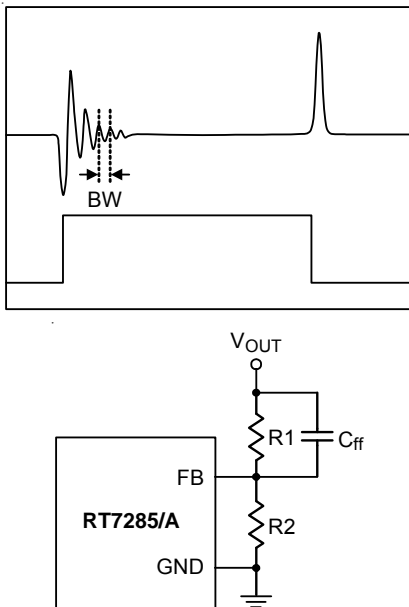 BW
VOUT
R1
Cff
FB
RT7285/A
R2
GND